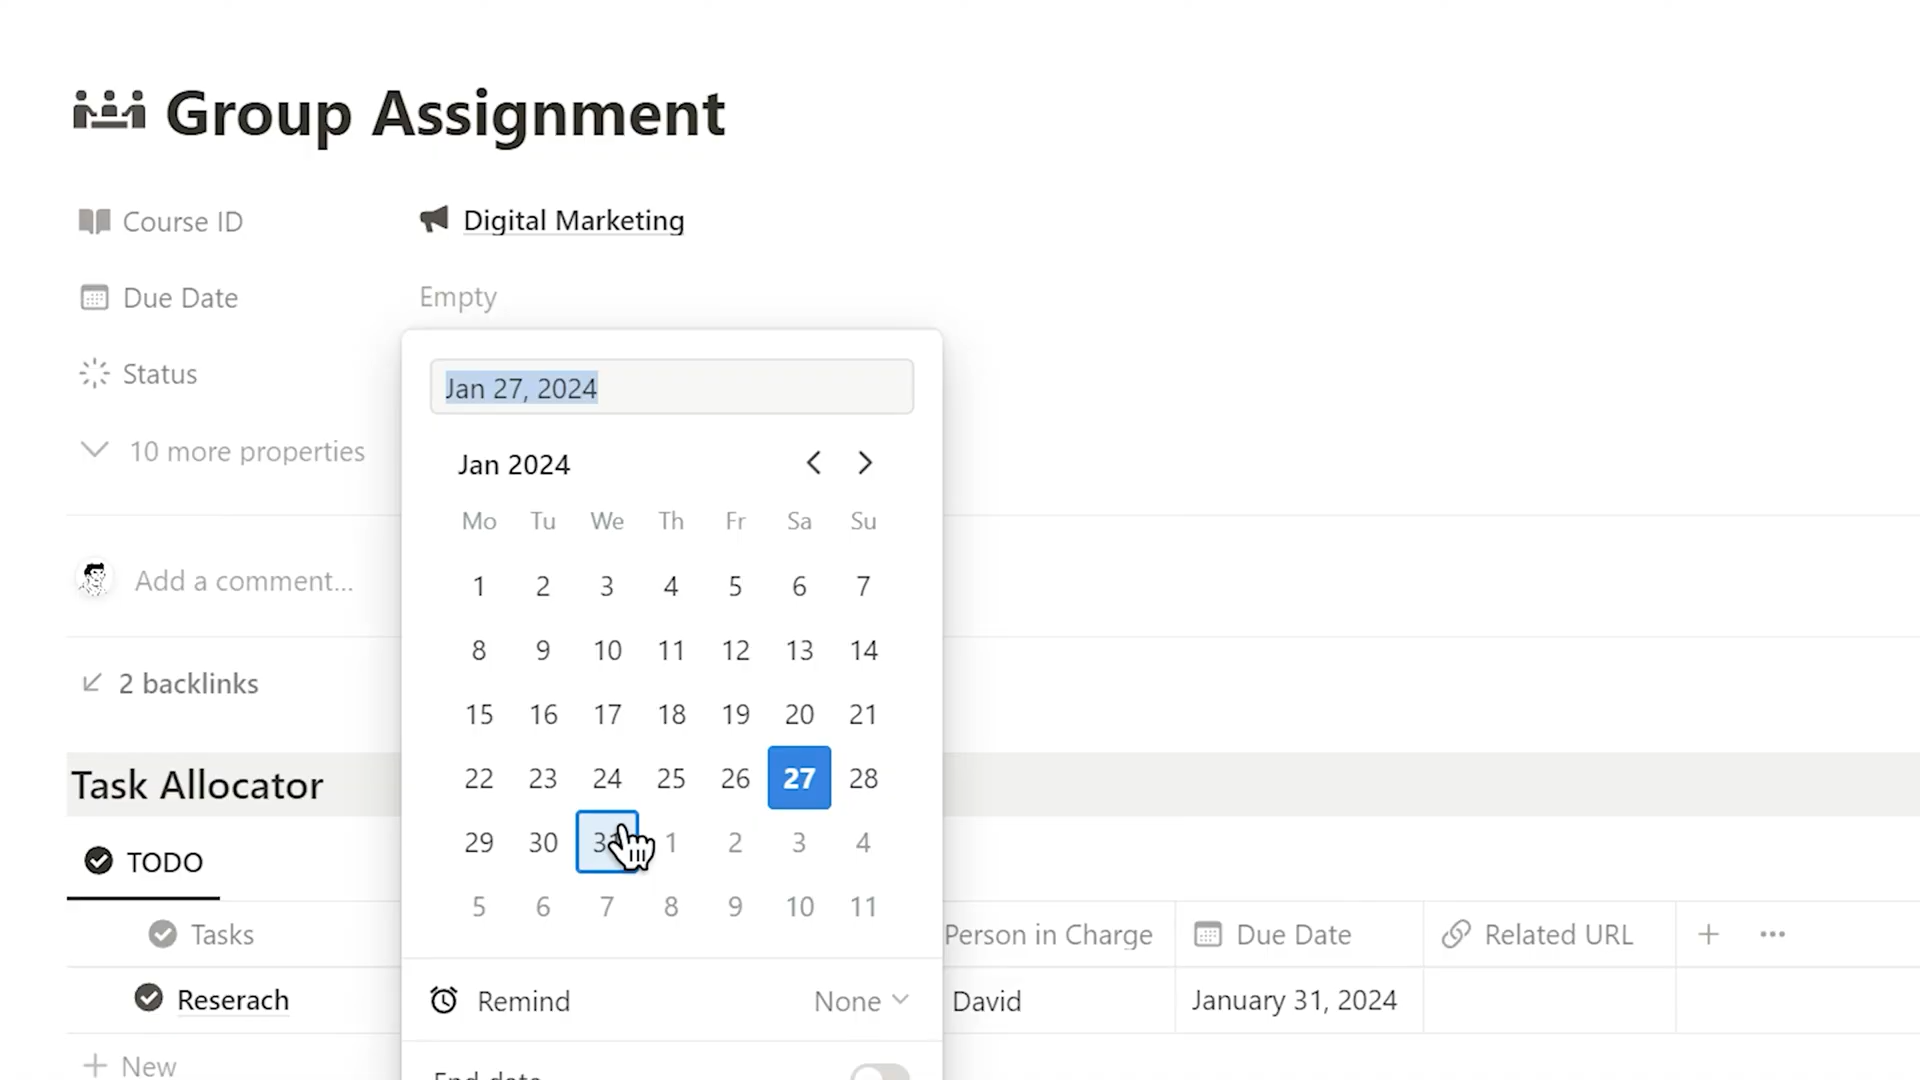 Group Assignment
Course ID Digital Marketing
Due Date Empty
Status
Jan 27, 2024
10 more properties
Jan 2024
Mo Tu We Th Fr Sa Su
1 2 3 4 5 6 7
Add a comment...
8 9 10 11 12 13 14
2 backlinks
15 16 17 18 19 20 21
22 23 24 25 26 27 28
Task Allocator
29 30 31 1 2 3 4
TODO
5 6 7 8 9 10 11
Tasks Person in Charge Due Date Related URL
Reserach Remind None David January 31, 2024
New
End date